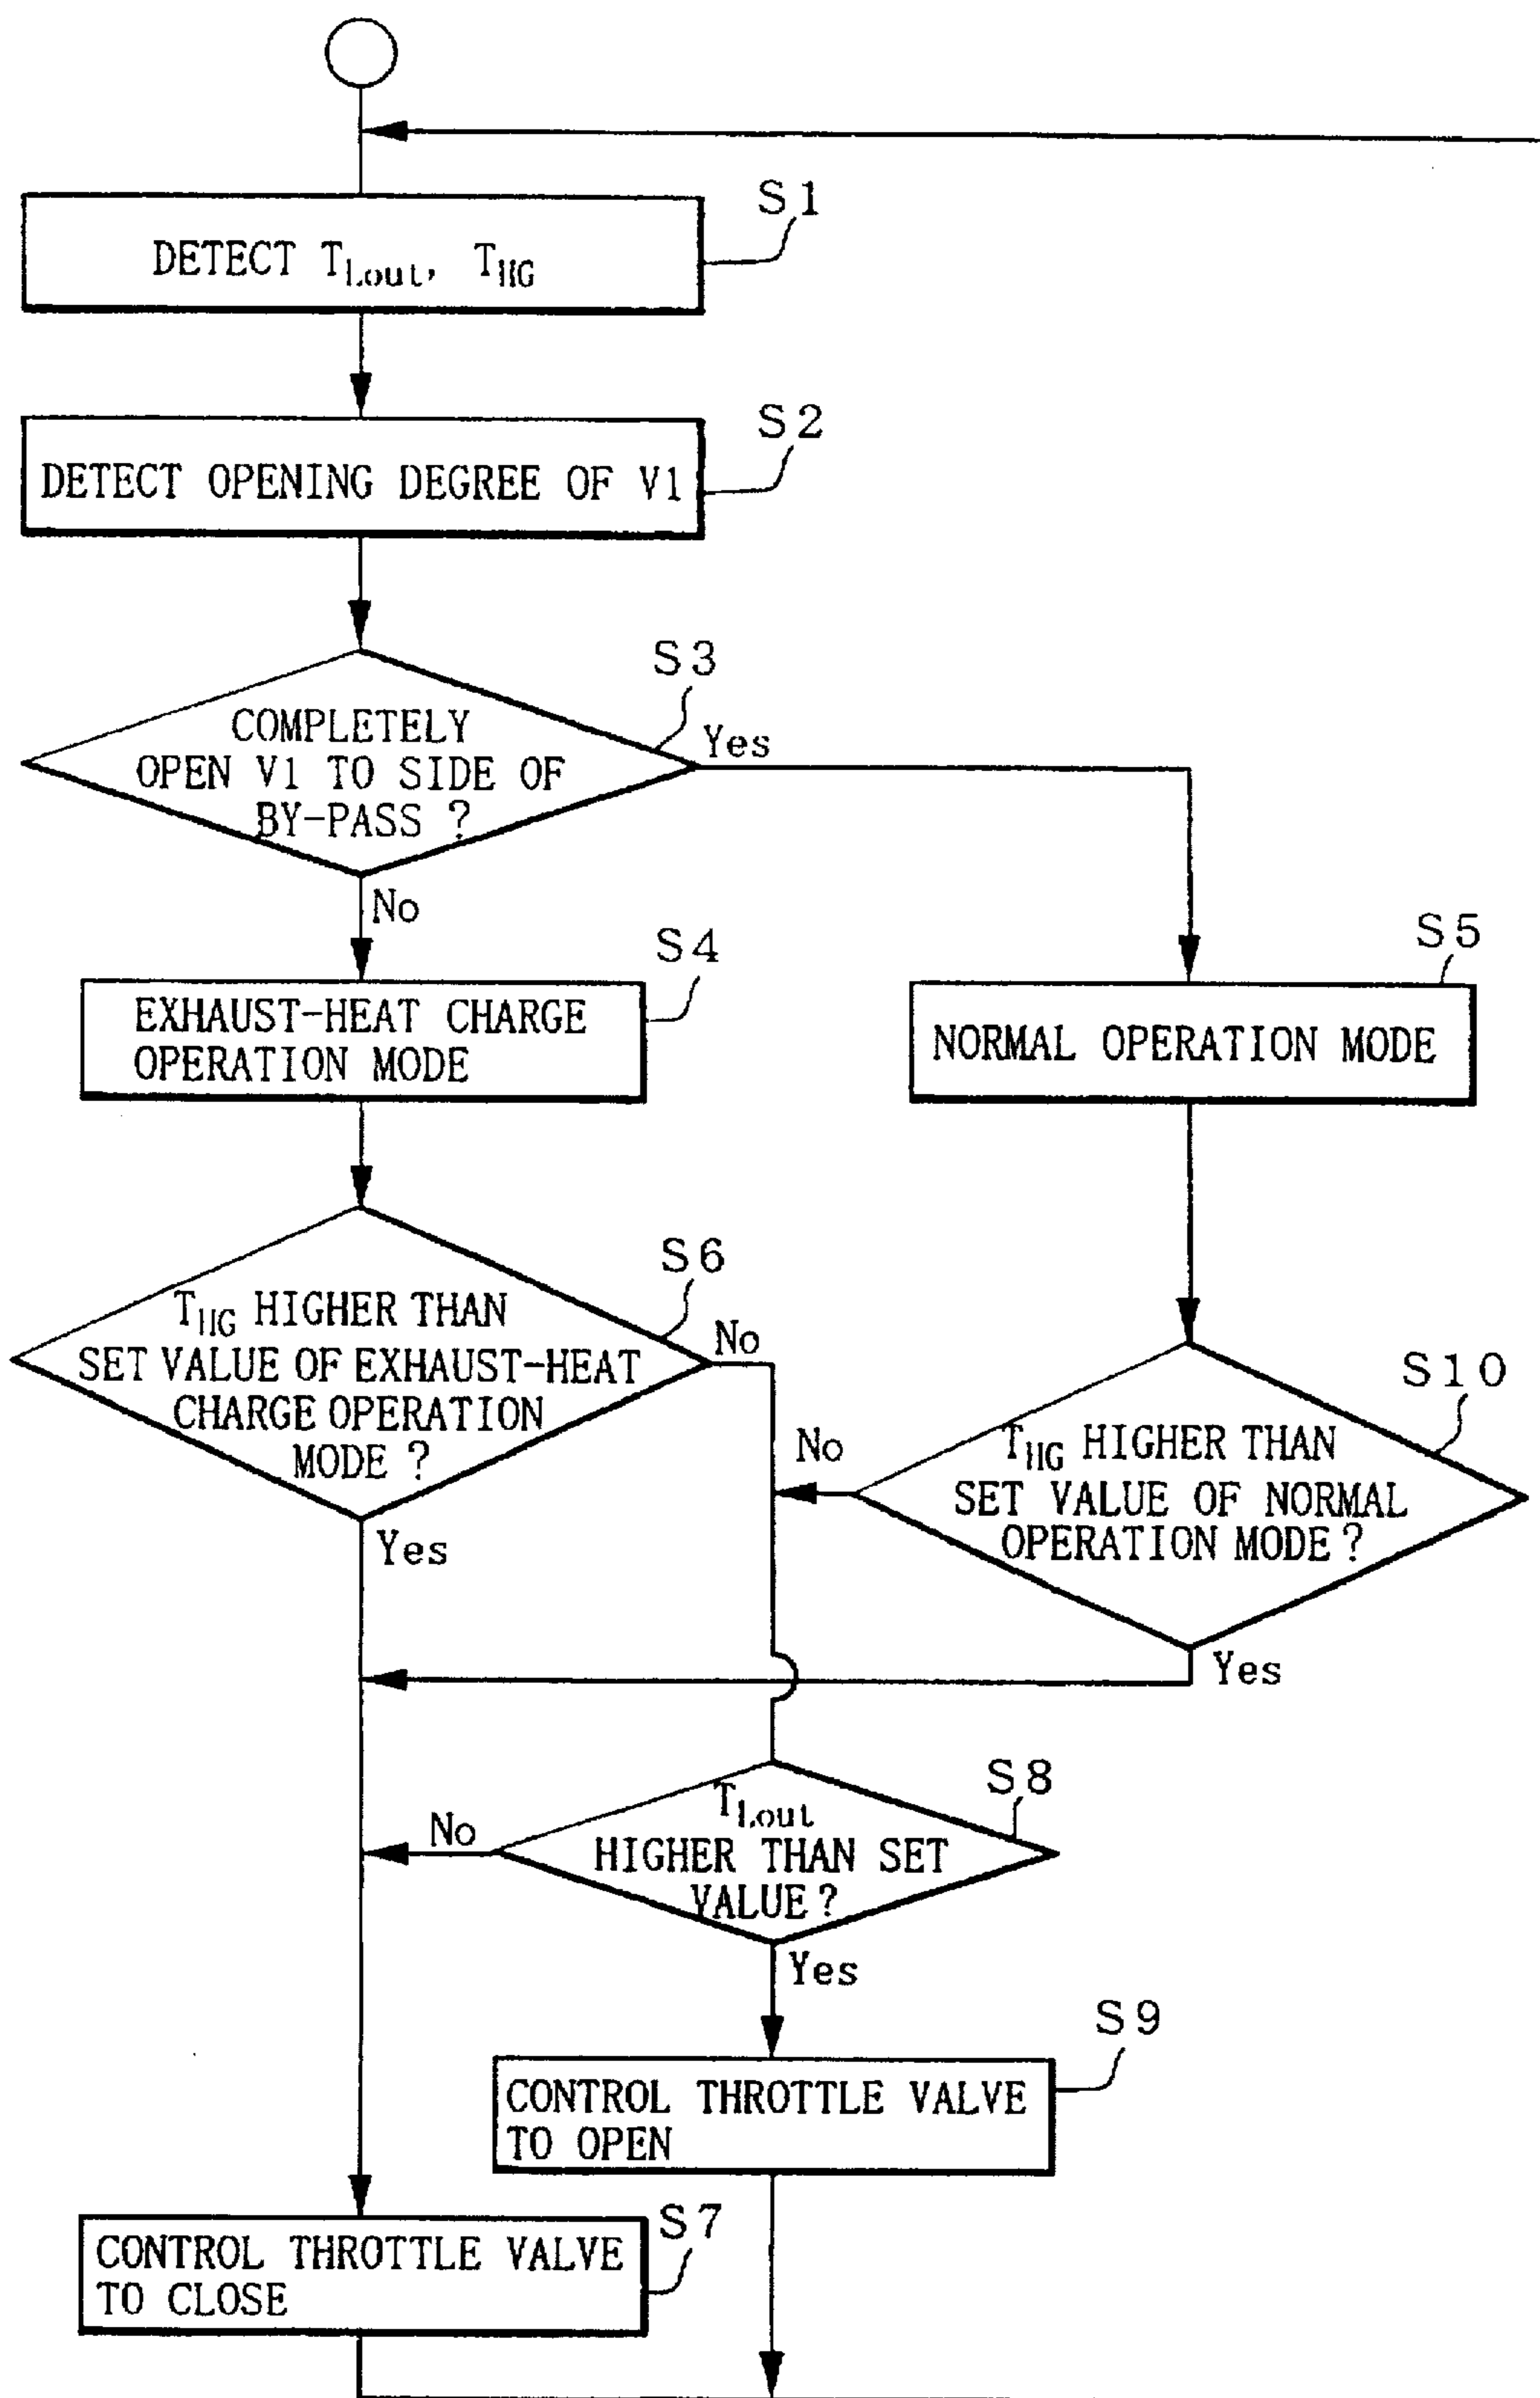 S1
DETECT T_Lout, T_HG
S2
DETECT OPENING DEGREE OF V1
S3
COMPLETELY
OPEN V1 TO SIDE OF
BY-PASS ?
Yes
No
S4
EXHAUST-HEAT CHARGE
OPERATION MODE
S5
NORMAL OPERATION MODE
S6
T_HG HIGHER THAN
SET VALUE OF EXHAUST-HEAT
CHARGE OPERATION
MODE ?
No
Yes
S10
T_HG HIGHER THAN
SET VALUE OF NORMAL
OPERATION MODE ?
No
Yes
S8
T_Lout
HIGHER THAN SET
VALUE ?
No
Yes
S9
CONTROL THROTTLE VALVE
TO OPEN
S7
CONTROL THROTTLE VALVE
TO CLOSE